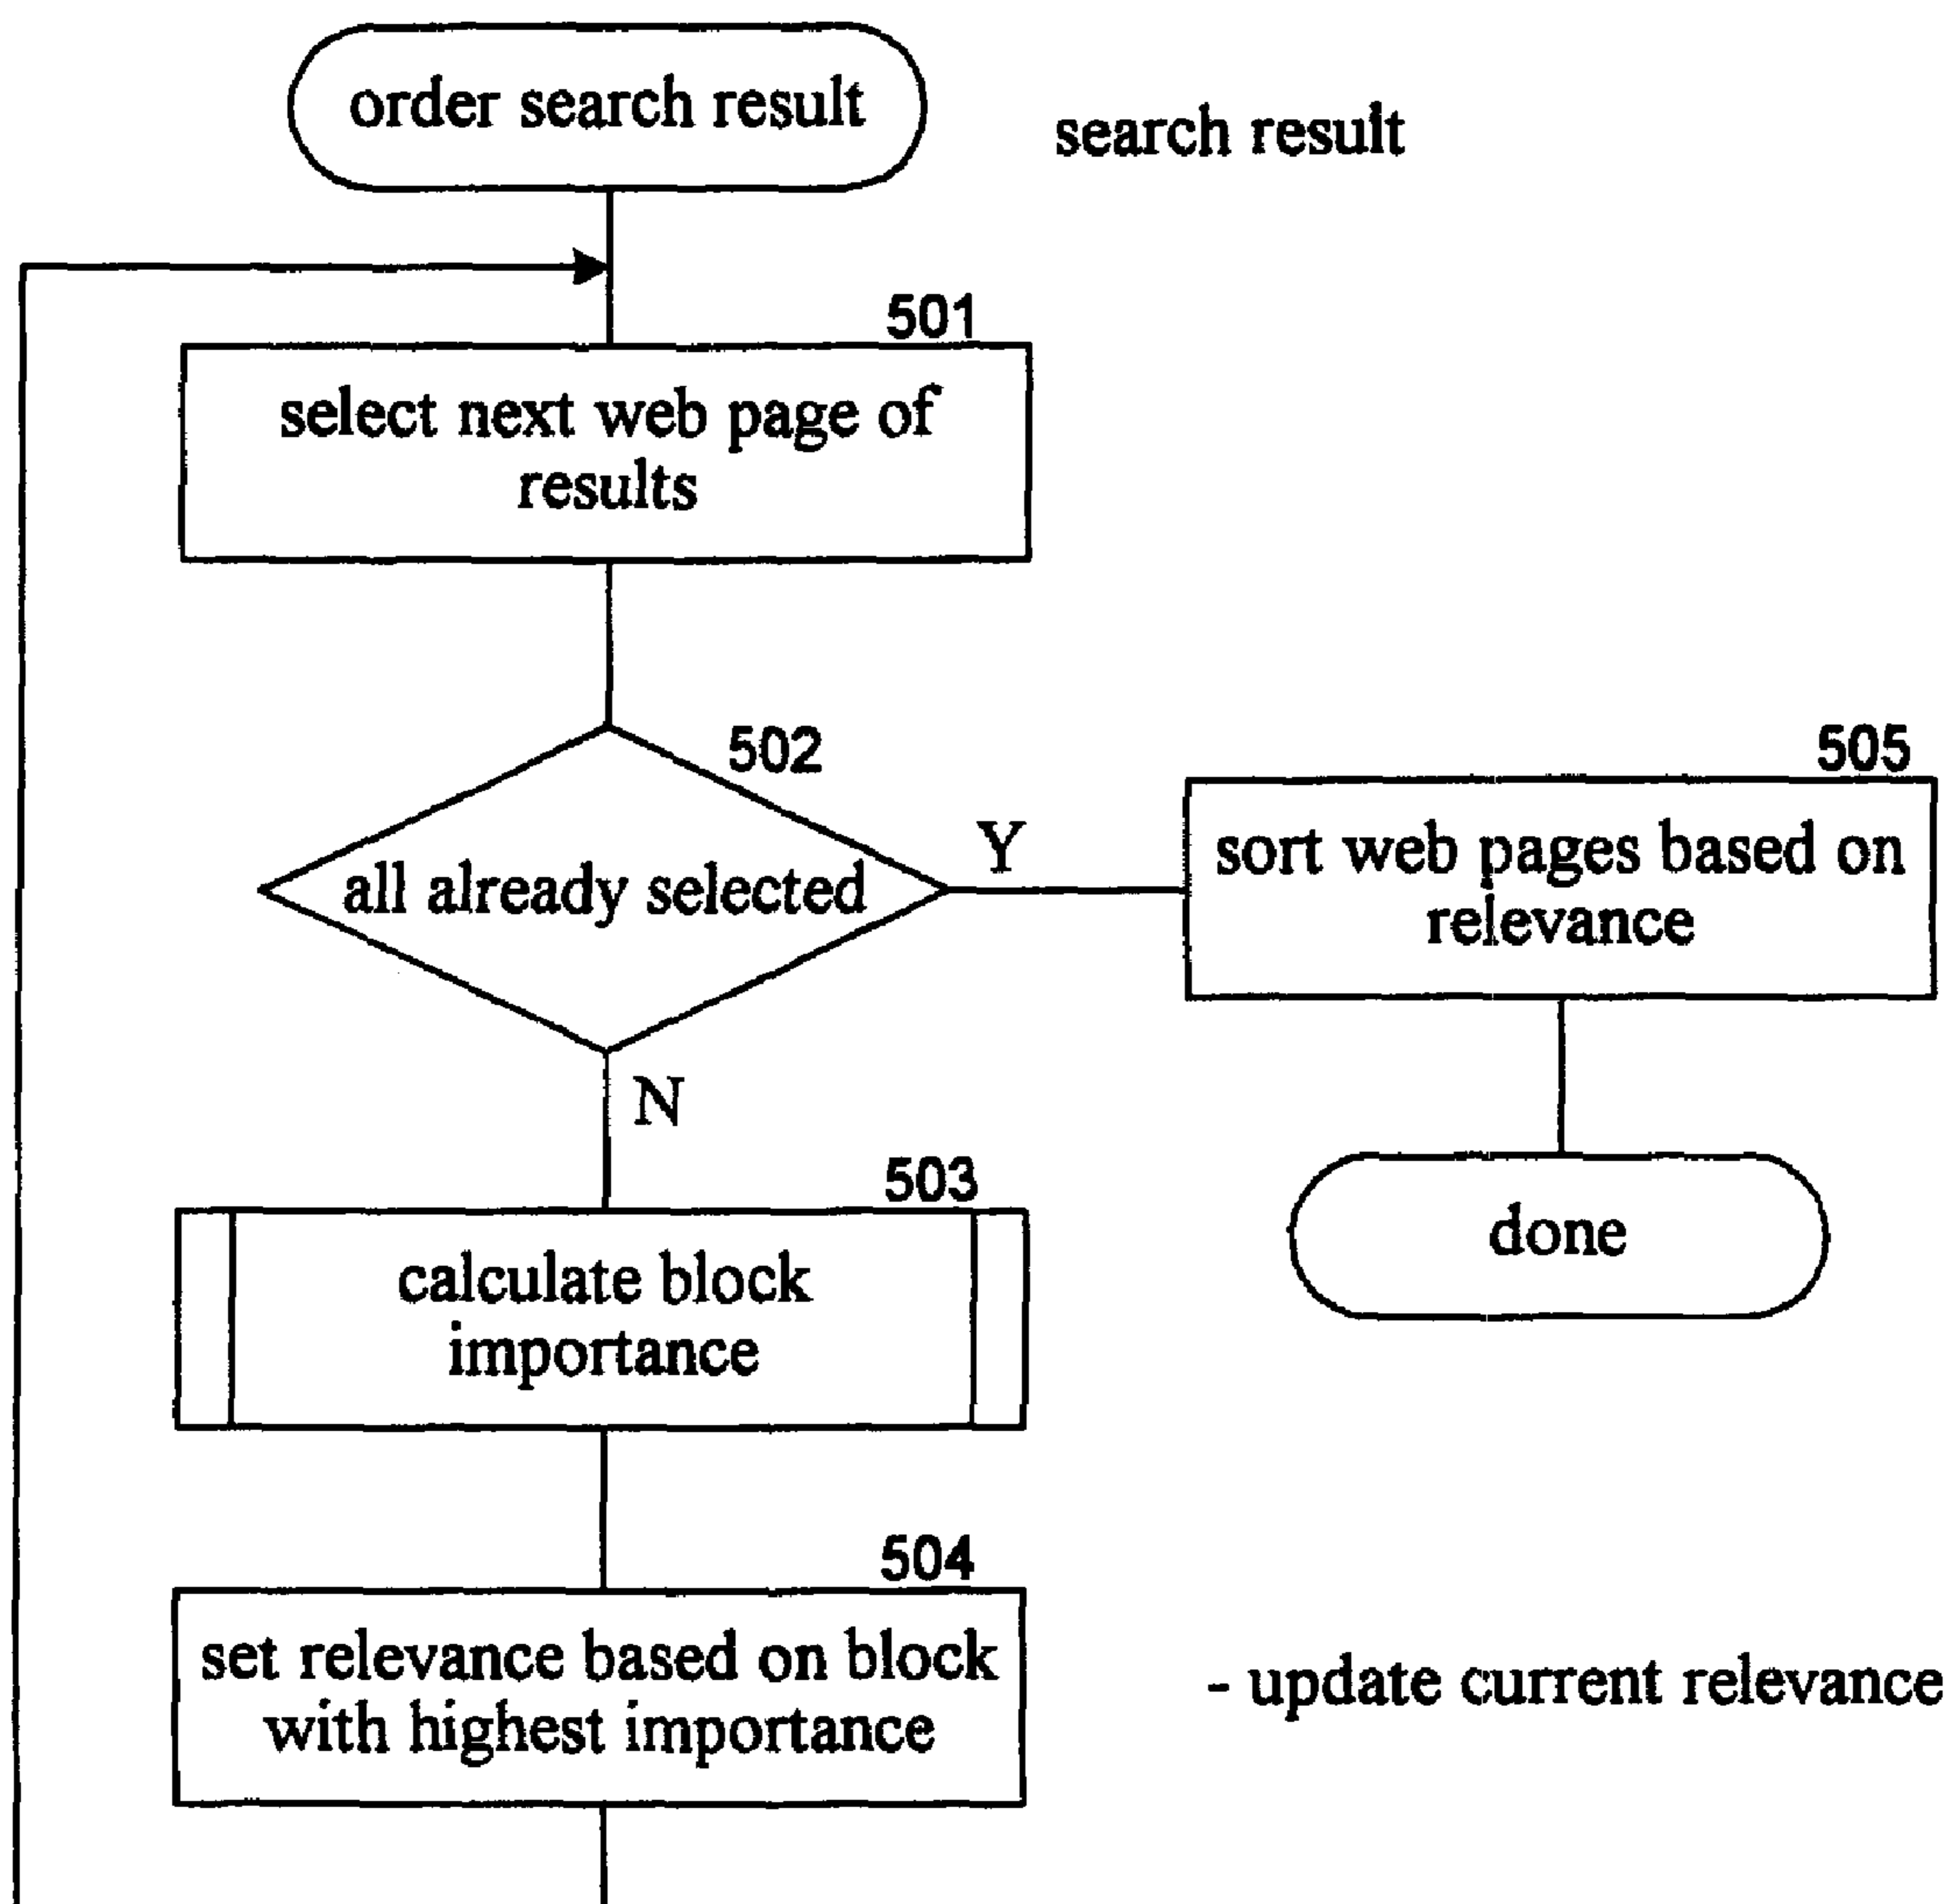 order search result
search result
501
select next web page of
results
502
all already selected
Y
505
sort web pages based on
relevance
done
N
503
calculate block
importance
504
set relevance based on block
with highest importance
- update current relevance